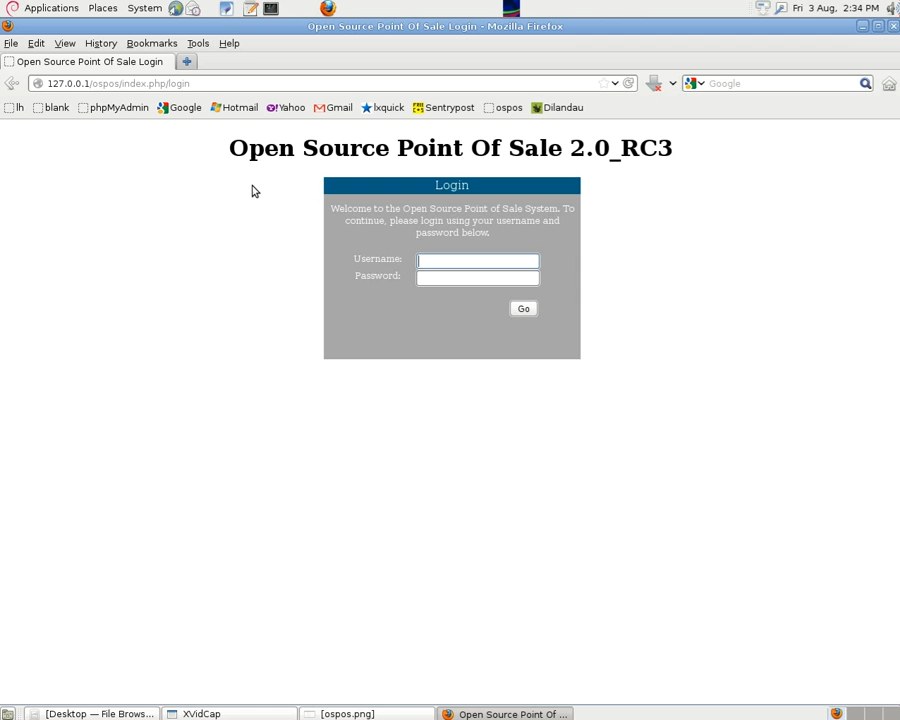 Applications Places System Fri 3 Aug, 2:34 PM
Open Source Point Of Sale Login - Mozilla Firefox
File Edit View History Bookmarks Tools Help
Open Source Point Of Sale Login
127.0.0.1/ospos/index.php/login Google
lh blank phpMyAdmin Google Hotmail Yahoo Gmail Ixquick Sentrypost ospos Dilandau
Open Source Point Of Sale 2.0_RC3
Login
Welcome to the Open Source Point of Sale System. To
continue, please login using your username and
password below.
Username:
Password:
Go
[Desktop — File Brows... XVidCap [ospos.png] Open Source Point Of ...